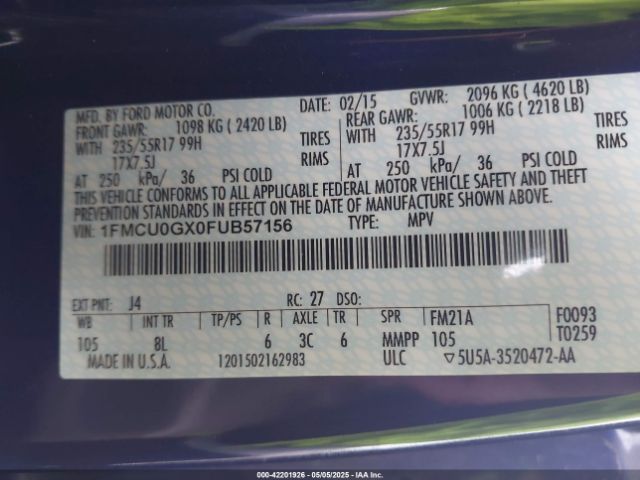 MFD. BY FORD MOTOR CO. DATE: 02/15 GVWR: 2096 KG ( 4620 LB)
FRONT GAWR: 1098 KG ( 2420 LB) REAR GAWR: 1006 KG ( 2218 LB)
WITH 235/55R17 99H TIRES WITH 235/55R17 99H TIRES
17X7.5J RIMS 17X7.5J RIMS
AT 250 kPa/ 36 PSI COLD AT 250 kPa/ 36 PSI COLD
THIS VEHICLE CONFORMS TO ALL APPLICABLE FEDERAL MOTOR VEHICLE SAFETY AND THEFT
PREVENTION STANDARDS IN EFFECT ON THE DATE OF MANUFACTURE SHOWN ABOVE.
VIN: 1FMCU0GX0FUB57156 TYPE: MPV
EXT PNT: J4 RC: 27 DSO:
WB INT TR TP/PS R AXLE TR SPR FM21A F0093
105 8L 6 3C 6 MMPP 105 T0259
MADE IN U.S.A. 1201502162983 ULC ▽5U5A-3520472-AA
000-42201926 - 05/05/2025 - IAA Inc.